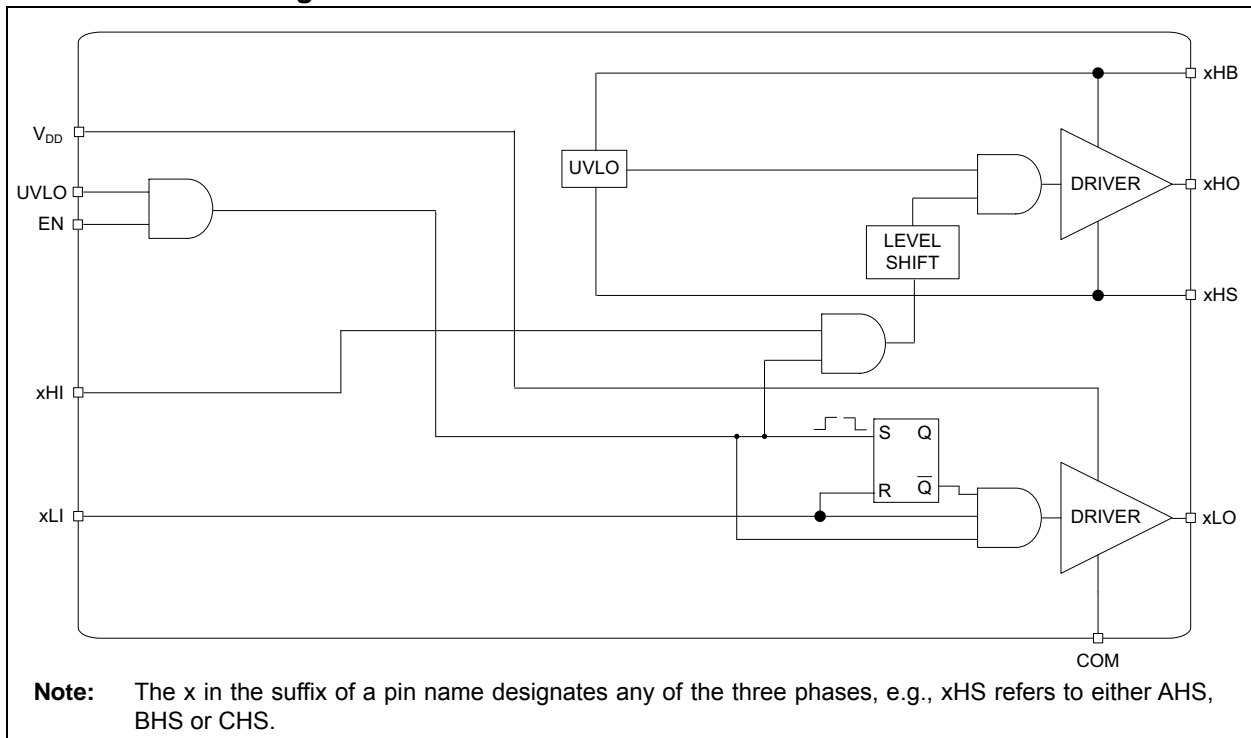 xHB
V_DD
UVLO
UVLO
DRIVER
xHO
EN
LEVEL
SHIFT
xHS
xHI
S Q
R Q̅
xLI
DRIVER
xLO
COM
Note: The x in the suffix of a pin name designates any of the three phases, e.g., xHS refers to either AHS,
BHS or CHS.